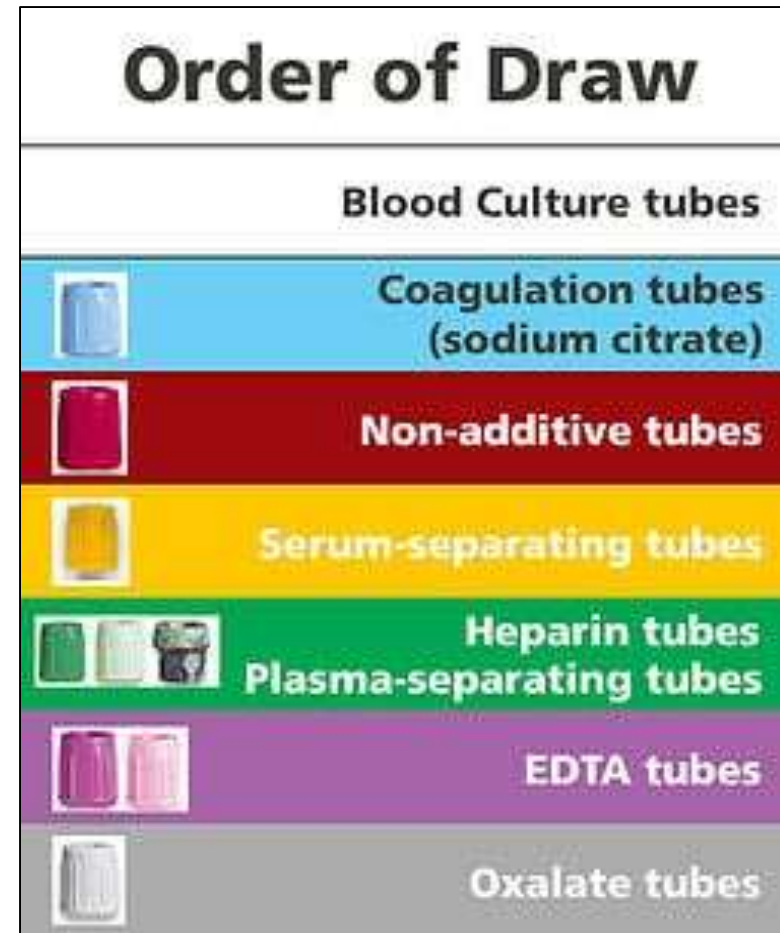 Order of Draw
Blood Culture tubes
Coagulation tubes
(sodium citrate)
Non-additive tubes
Serum-separating tubes
Heparin tubes
Plasma-separating tubes
EDTA tubes
Oxalate tubes